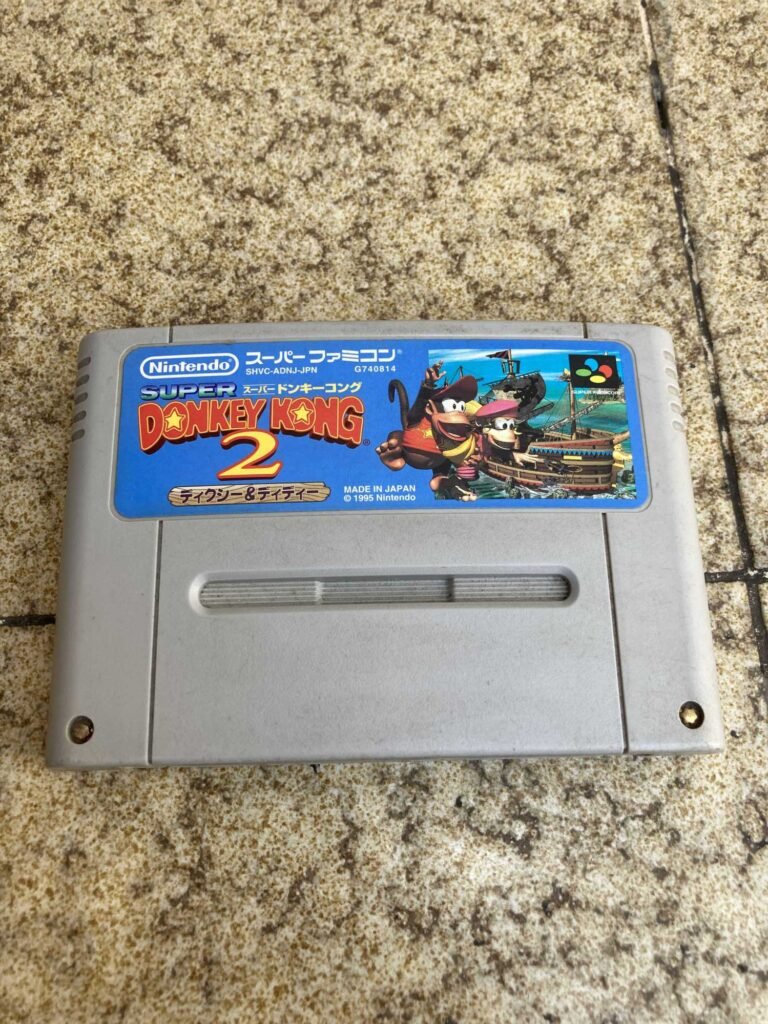 Nintendo® スーパーファミコン®
SHVC-ADNJ-JPN G740814
SUPER スーパードンキーコング
DONKEY KONG®
2
ディクシー&ディディー
MADE IN JAPAN
© 1995 Nintendo
SUPER FAMICOM